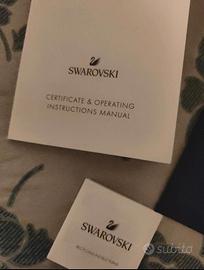 SWAROVSKI
CERTIFICATE & OPERATING
INSTRUCTIONS MANUAL
SWAROVSKI
subito